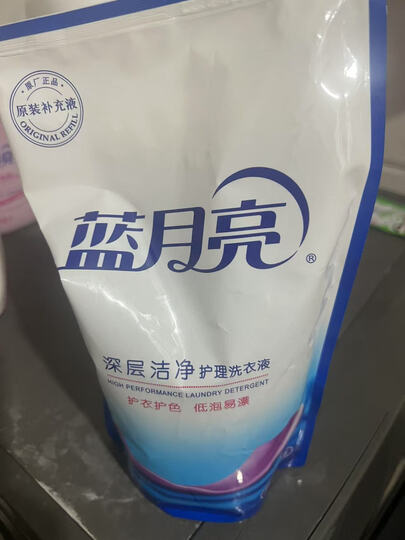 原厂正品
原装补充液
ORIGINAL REFILL
蓝月亮®
深层洁净护理洗衣液
HIGH PERFORMANCE LAUNDRY DETERGENT
护衣护色 低泡易漂